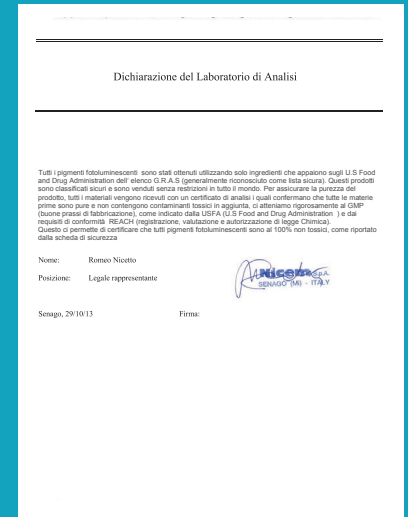 Dichiarazione del Laboratorio di Analisi
Tutti i pigmenti fotoluminescenti sono stati ottenuti utilizzando solo ingredienti che appaiono sugli U.S Food
and Drug Administration dell' elenco G.R.A.S (generalmente riconosciuto come lista sicura). Questi prodotti
sono classificati sicuri e sono venduti senza restrizioni in tutto il mondo. Per assicurare la purezza del
prodotto, tutti i materiali vengono ricevuti con un certificato di analisi i quali confermano che tutte le materie
prime sono pure e non contengono contaminanti tossici in aggiunta, ci atteniamo rigorosamente al GMP
(buone prassi di fabbricazione), come indicato dalla USFA (U.S Food and Drug Administration ) e dai
requisiti di conformità REACH (registrazione, valutazione e autorizzazione di legge Chimica).
Questo ci permette di certificare che tutti pigmenti fotoluminescenti sono al 100% non tossici, come riportato
dalla scheda di sicurezza
Nome: Romeo Nicetto
Posizione: Legale rappresentante
Nicem S.p.A.
SENAGO (MI) - ITALY
Senago, 29/10/13 Firma: